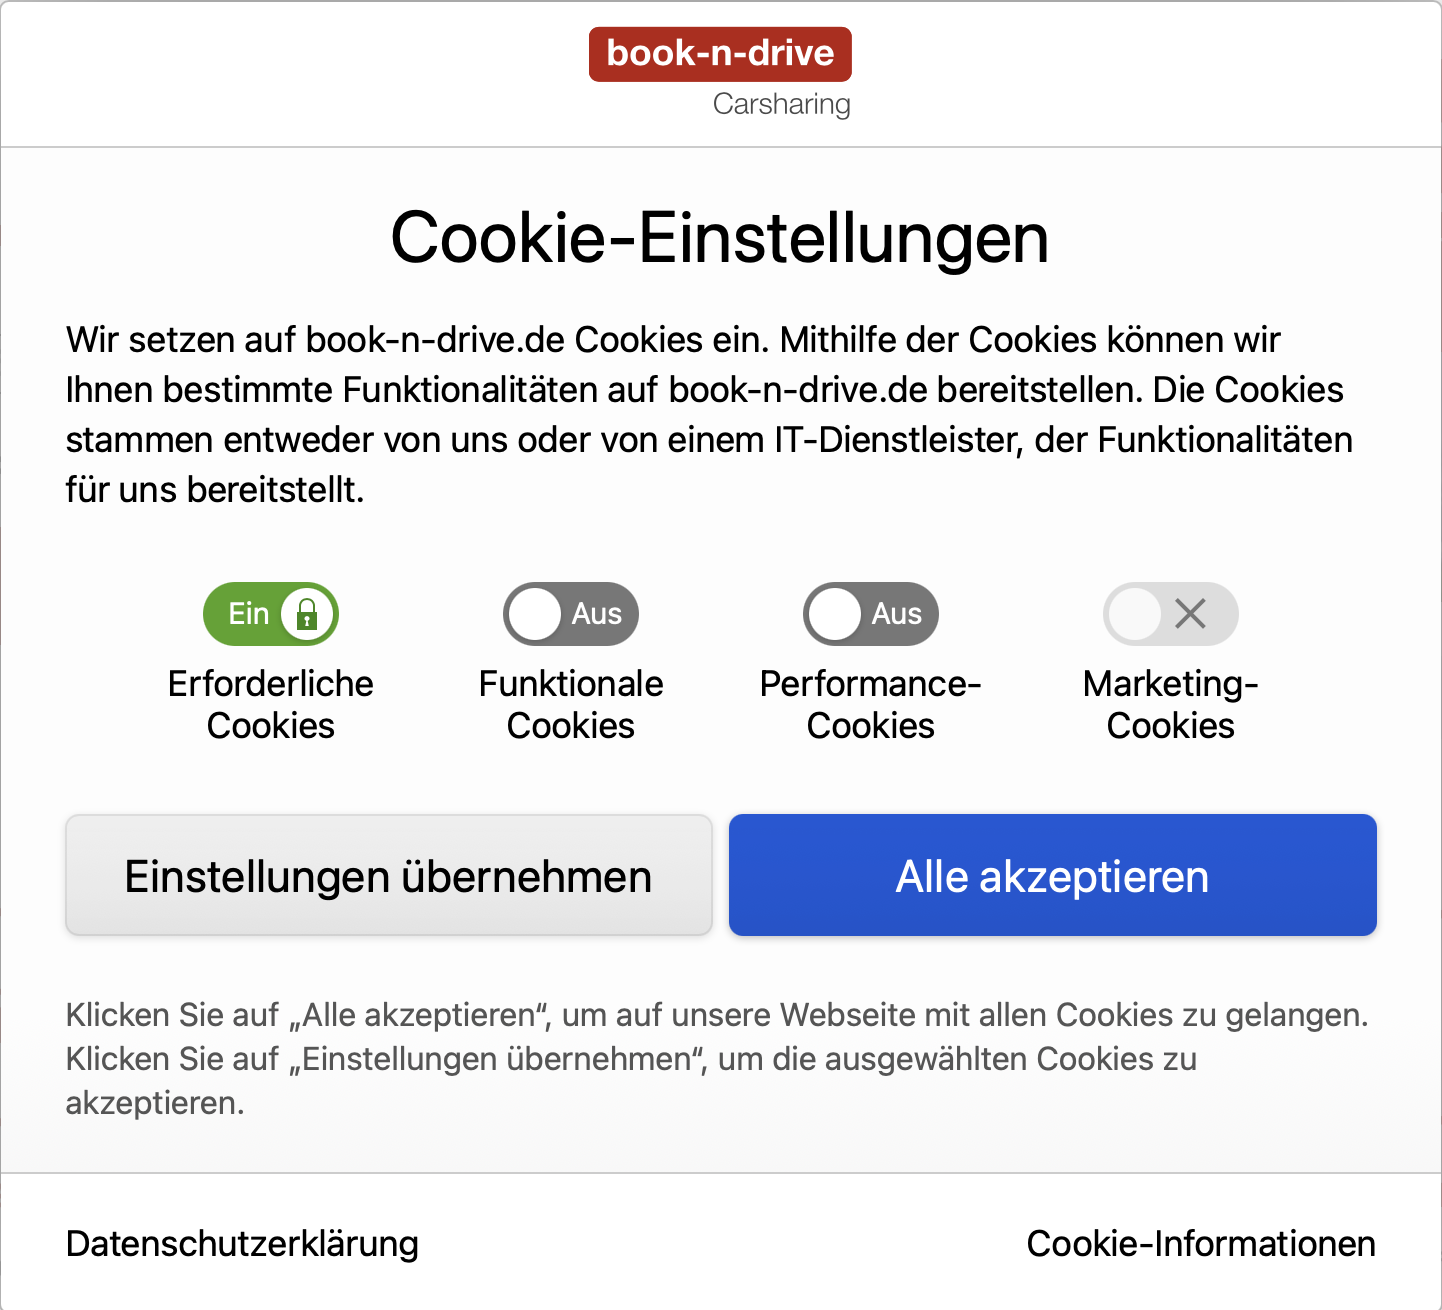 book-n-drive
Carsharing
Cookie-Einstellungen
Wir setzen auf book-n-drive.de Cookies ein. Mithilfe der Cookies können wir
Ihnen bestimmte Funktionalitäten auf book-n-drive.de bereitstellen. Die Cookies
stammen entweder von uns oder von einem IT-Dienstleister, der Funktionalitäten
für uns bereitstellt.
Ein
Aus
Aus
Erforderliche
Cookies
Funktionale
Cookies
Performance-
Cookies
Marketing-
Cookies
Einstellungen übernehmen
Alle akzeptieren
Klicken Sie auf „Alle akzeptieren“, um auf unsere Webseite mit allen Cookies zu gelangen.
Klicken Sie auf „Einstellungen übernehmen“, um die ausgewählten Cookies zu
akzeptieren.
Datenschutzerklärung
Cookie-Informationen